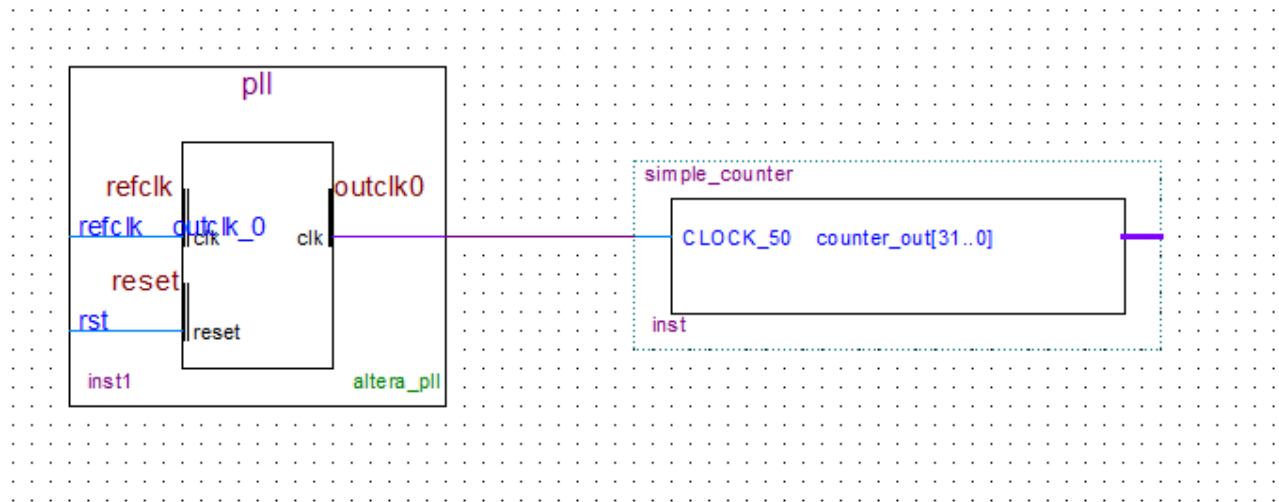 pll
refclk outclk0
refclk outclk_0
clk clk
reset
rst
reset
inst1 altera_pll
simple_counter
CLOCK_50 counter_out[31..0]
inst